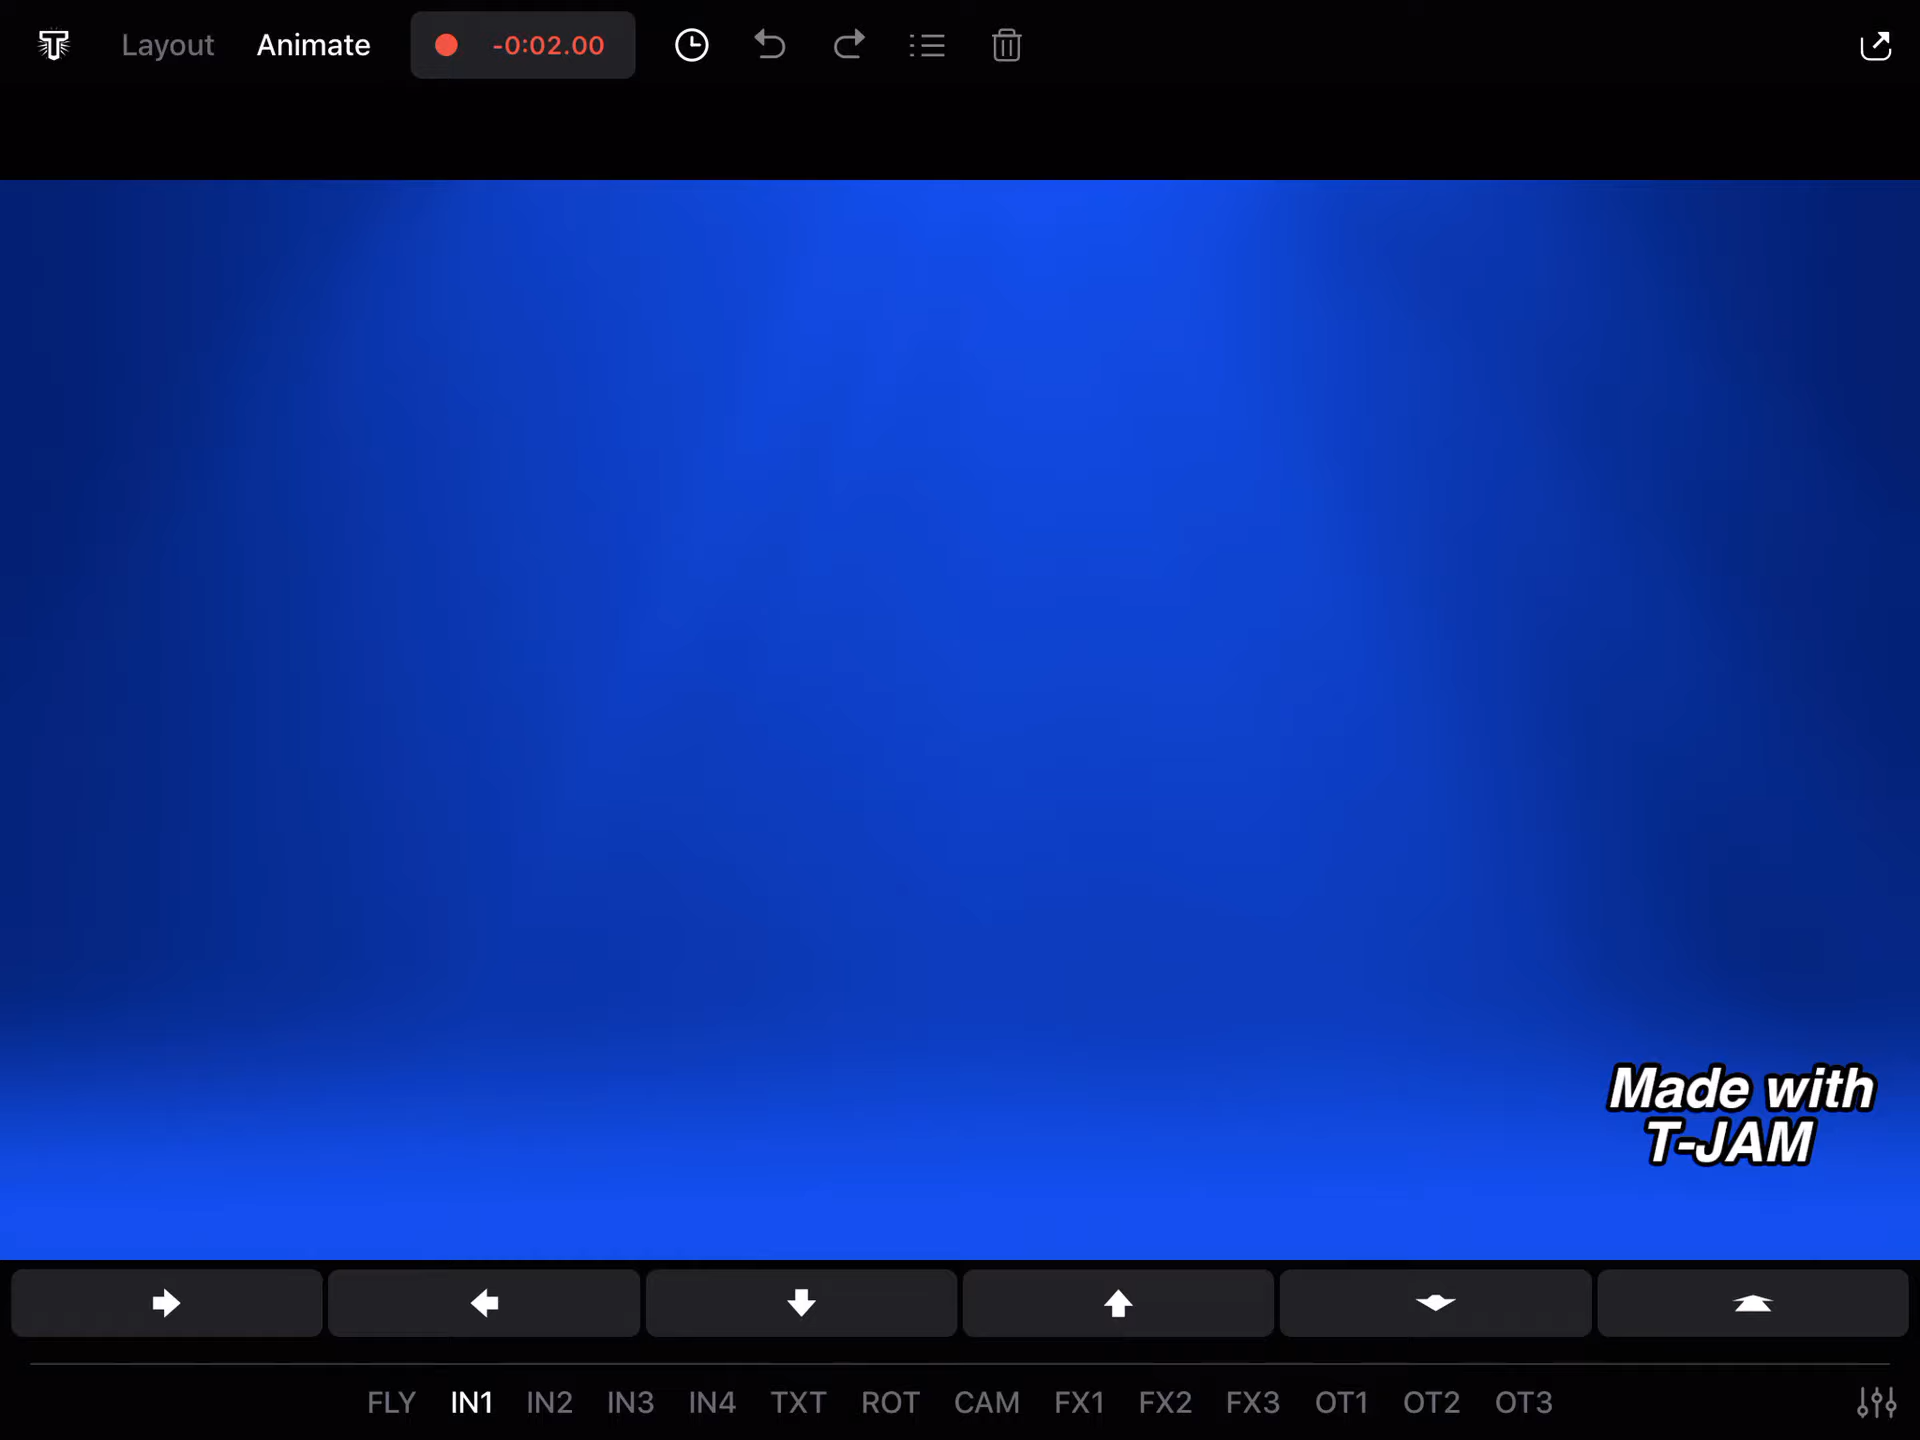 Layout
Animate
-0:02.00
Made with
T-JAM
FLY IN1 IN2 IN3 IN4 TXT ROT CAM FX1 FX2 FX3 OT1 OT2 OT3